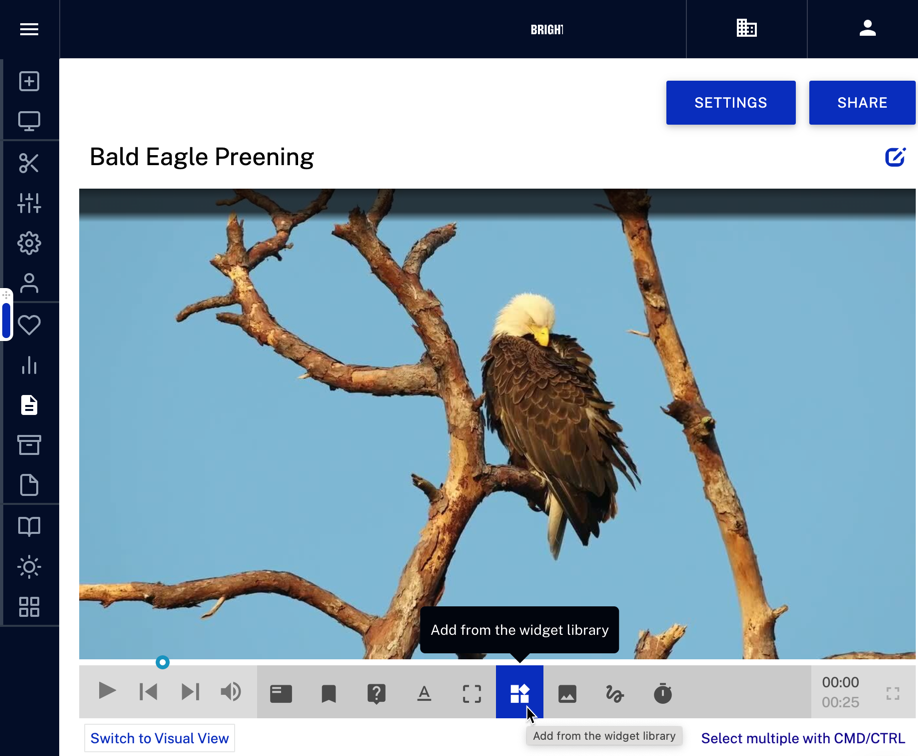 BRIGHT
SETTINGS
SHARE
Bald Eagle Preening
Add from the widget library
00:00
00:25
Switch to Visual View
Add from the widget library
Select multiple with CMD/CTRL